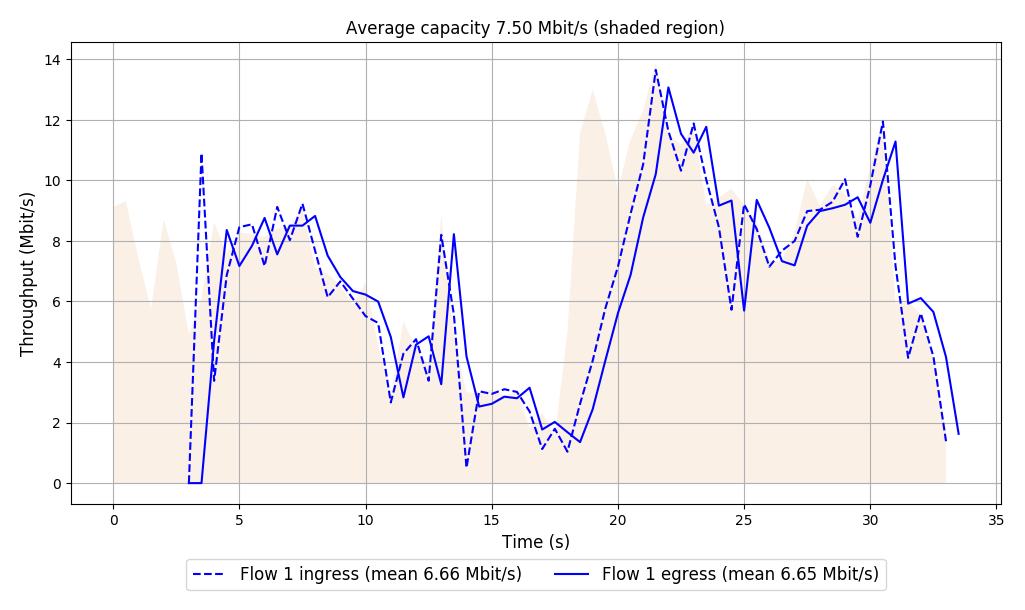 Average capacity 7.50 Mbit/s (shaded region)
14
12
10
8
6
4
2
0
Throughput (Mbit/s)
0 5 10 15 20 25 30 35
Time (s)
Flow 1 ingress (mean 6.66 Mbit/s) Flow 1 egress (mean 6.65 Mbit/s)